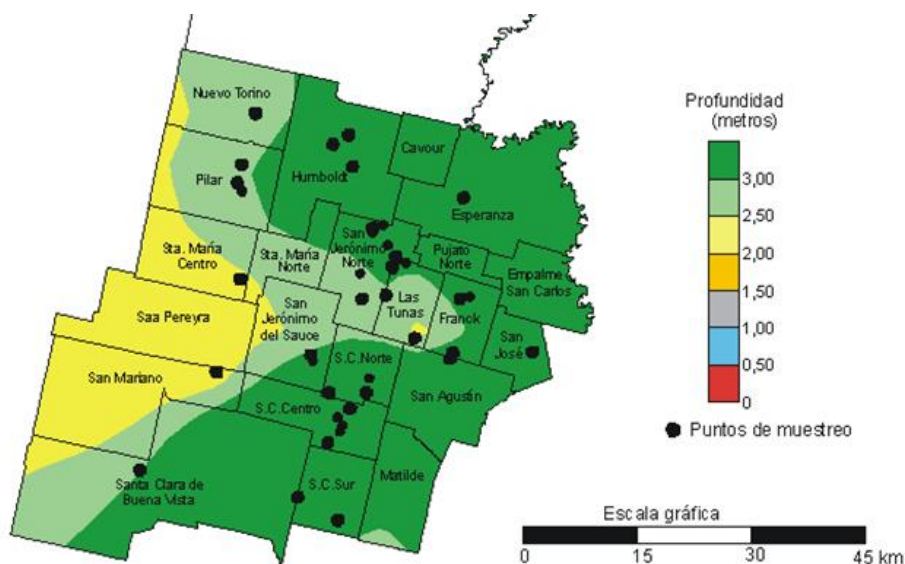 Nuevo Torino
Pilar
Humboldt
Cavour
Esperanza
Sta. María
Centro
Sta. María
Norte
San
Jerónimo
Norte
Pujato
Norte
Empalme
San Carlos
Saa Pereyra
San
Jerónimo
del Sauce
Las
Tunas
Franck
San
José
San Mariano
S.C.Norte
S.C.Centro
San Agustín
Santa Clara de
Buena Vista
S.C.Sur
Matilde
Profundidad
(metros)
3,00
2,50
2,00
1,50
1,00
0,50
0
Puntos de muestreo
Escala gráfica
0 15 30 45 km